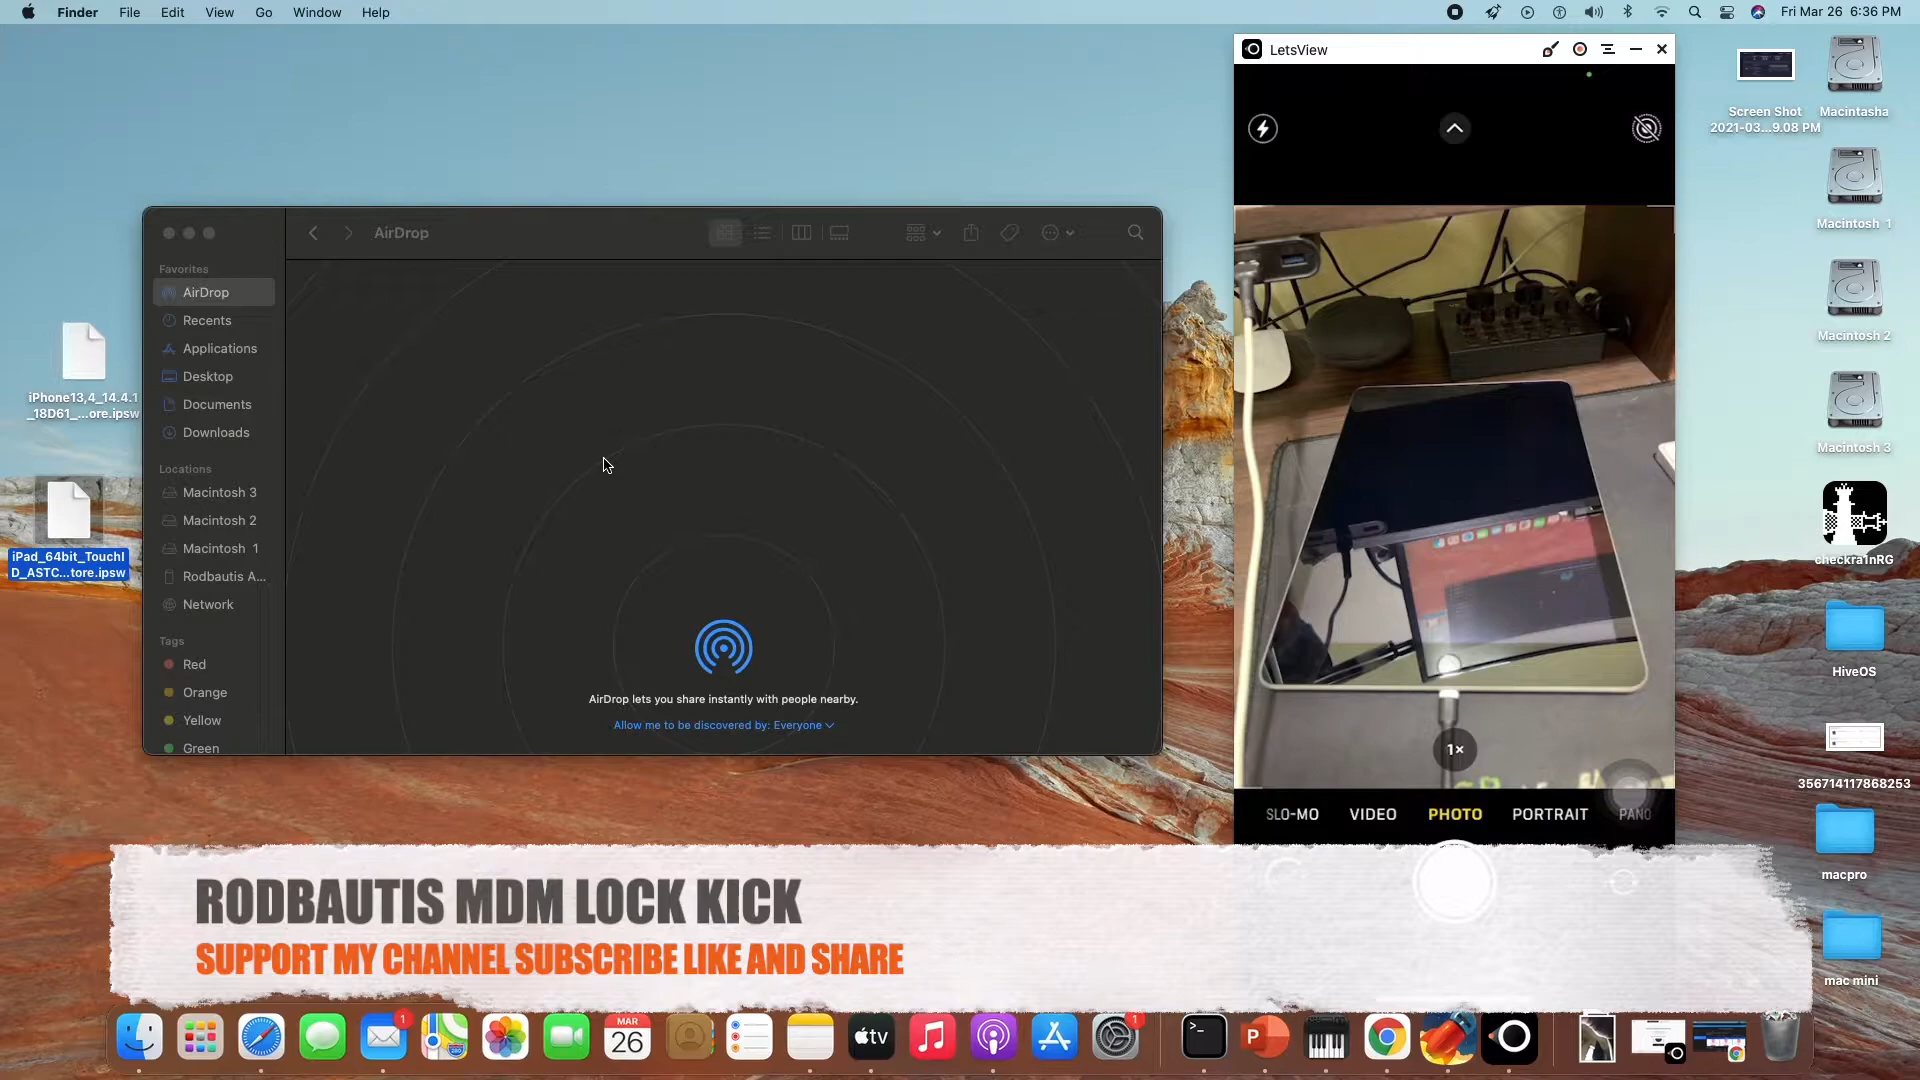 Finder File Edit View Go Window Help
Fri Mar 26 6:36 PM
LetsView
Screen Shot
2021-03...9.08 PM
Macintasha
Macintosh 1
Macintosh 2
Macintosh 3
checkra1nRG
HiveOS
356714117868253
macpro
mac mini
iPhone13,4_14.4.1
_18D61_...ore.ipsw
iPad_64bit_TouchI
D_ASTC...tore.ipsw
AirDrop
Favorites
AirDrop
Recents
Applications
Desktop
Documents
Downloads
Locations
Macintosh 3
Macintosh 2
Macintosh 1
Rodbautis A...
Network
Tags
Red
Orange
Yellow
Green
AirDrop lets you share instantly with people nearby.
Allow me to be discovered by: Everyone
1×
SLO-MO VIDEO PHOTO PORTRAIT PANO
RODBAUTIS MDM LOCK KICK
SUPPORT MY CHANNEL SUBSCRIBE LIKE AND SHARE
1
280
MAR
26
tv
1
>_
P